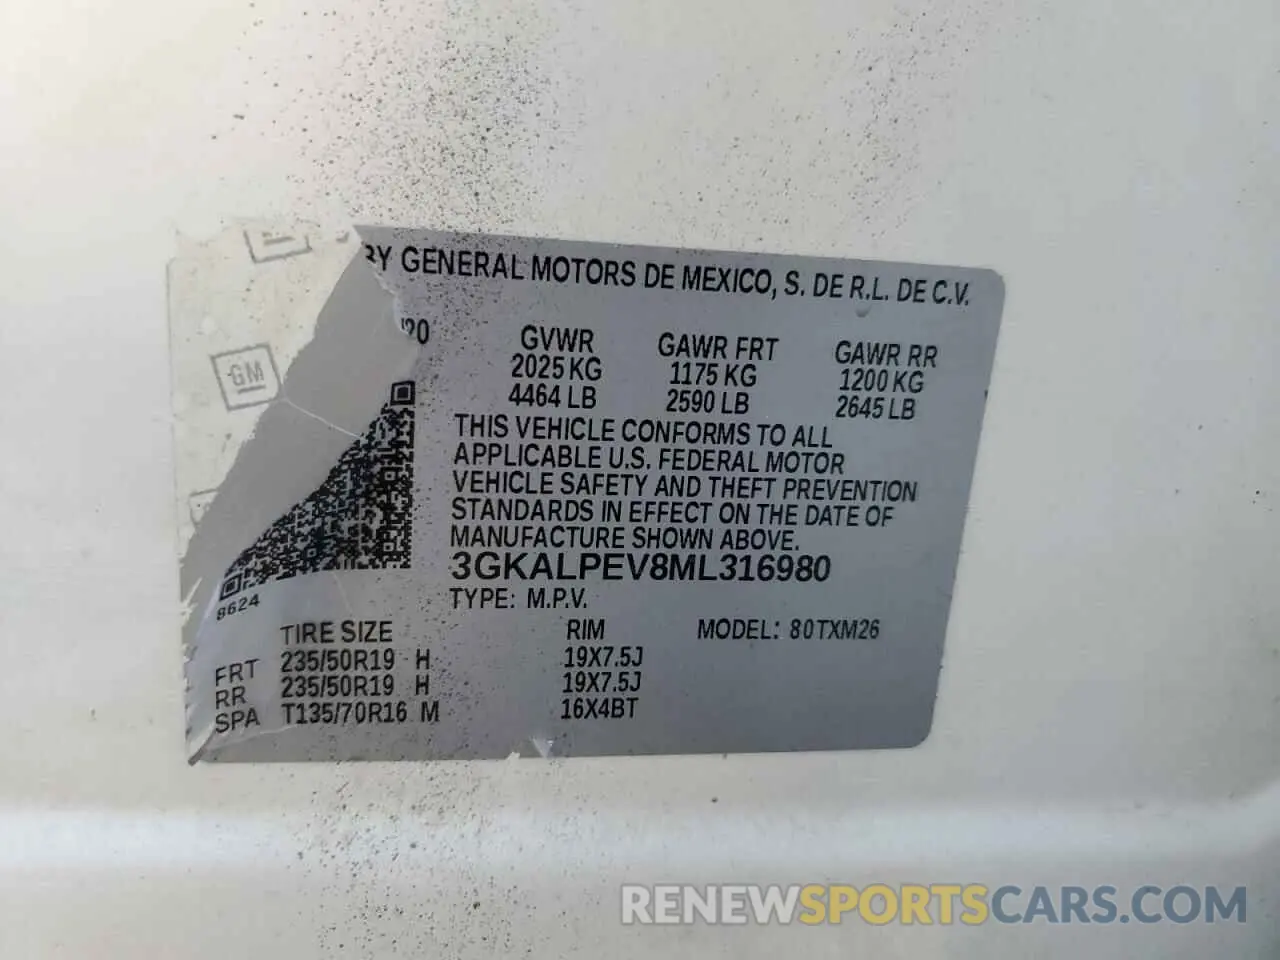 BY GENERAL MOTORS DE MEXICO, S. DE R.L. DE C.V.
/20 GVWR GAWR FRT GAWR RR
2025 KG 1175 KG 1200 KG
4464 LB 2590 LB 2645 LB
GM
THIS VEHICLE CONFORMS TO ALL
APPLICABLE U.S. FEDERAL MOTOR
VEHICLE SAFETY AND THEFT PREVENTION
STANDARDS IN EFFECT ON THE DATE OF
MANUFACTURE SHOWN ABOVE.
3GKALPEV8ML316980
8624 TYPE: M.P.V.
TIRE SIZE RIM MODEL: 80TXM26
FRT 235/50R19 H 19X7.5J
RR 235/50R19 H 19X7.5J
SPA T135/70R16 M 16X4BT
RENEWSPORTSCARS.COM